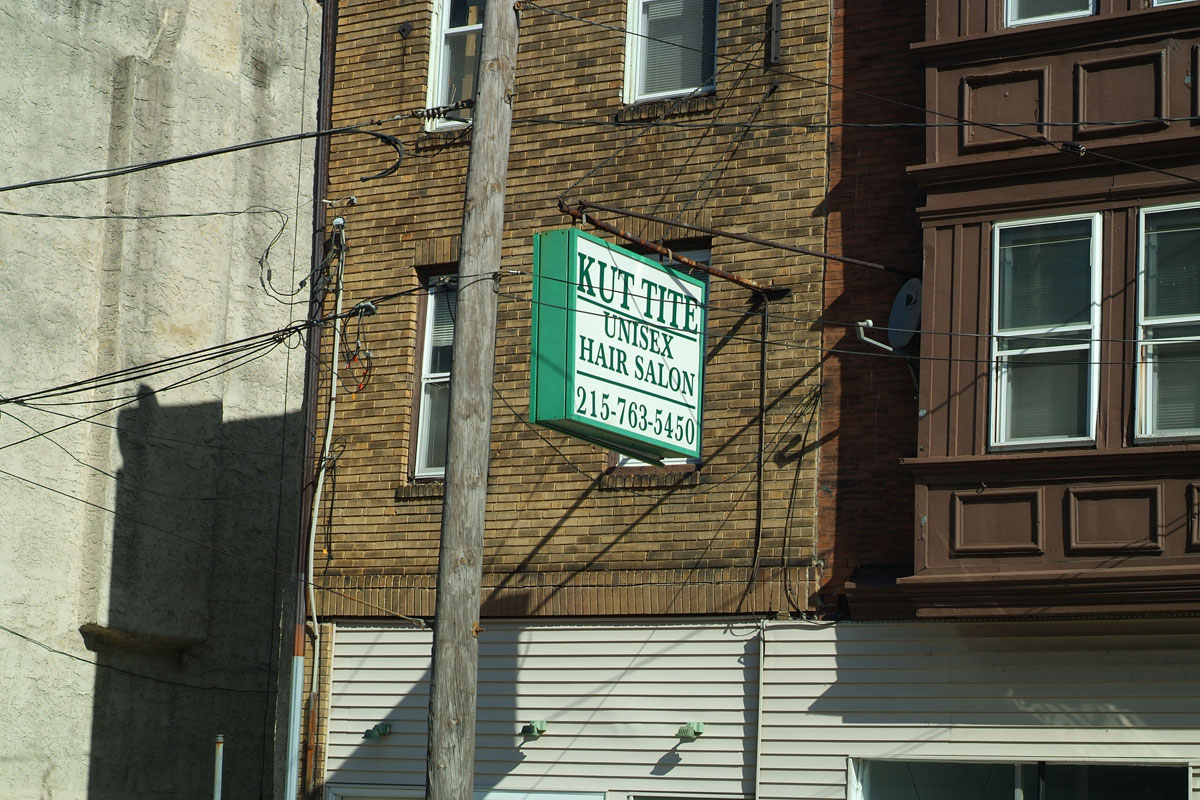 KUT TITE
UNISEX
HAIR SALON
215-763-5450